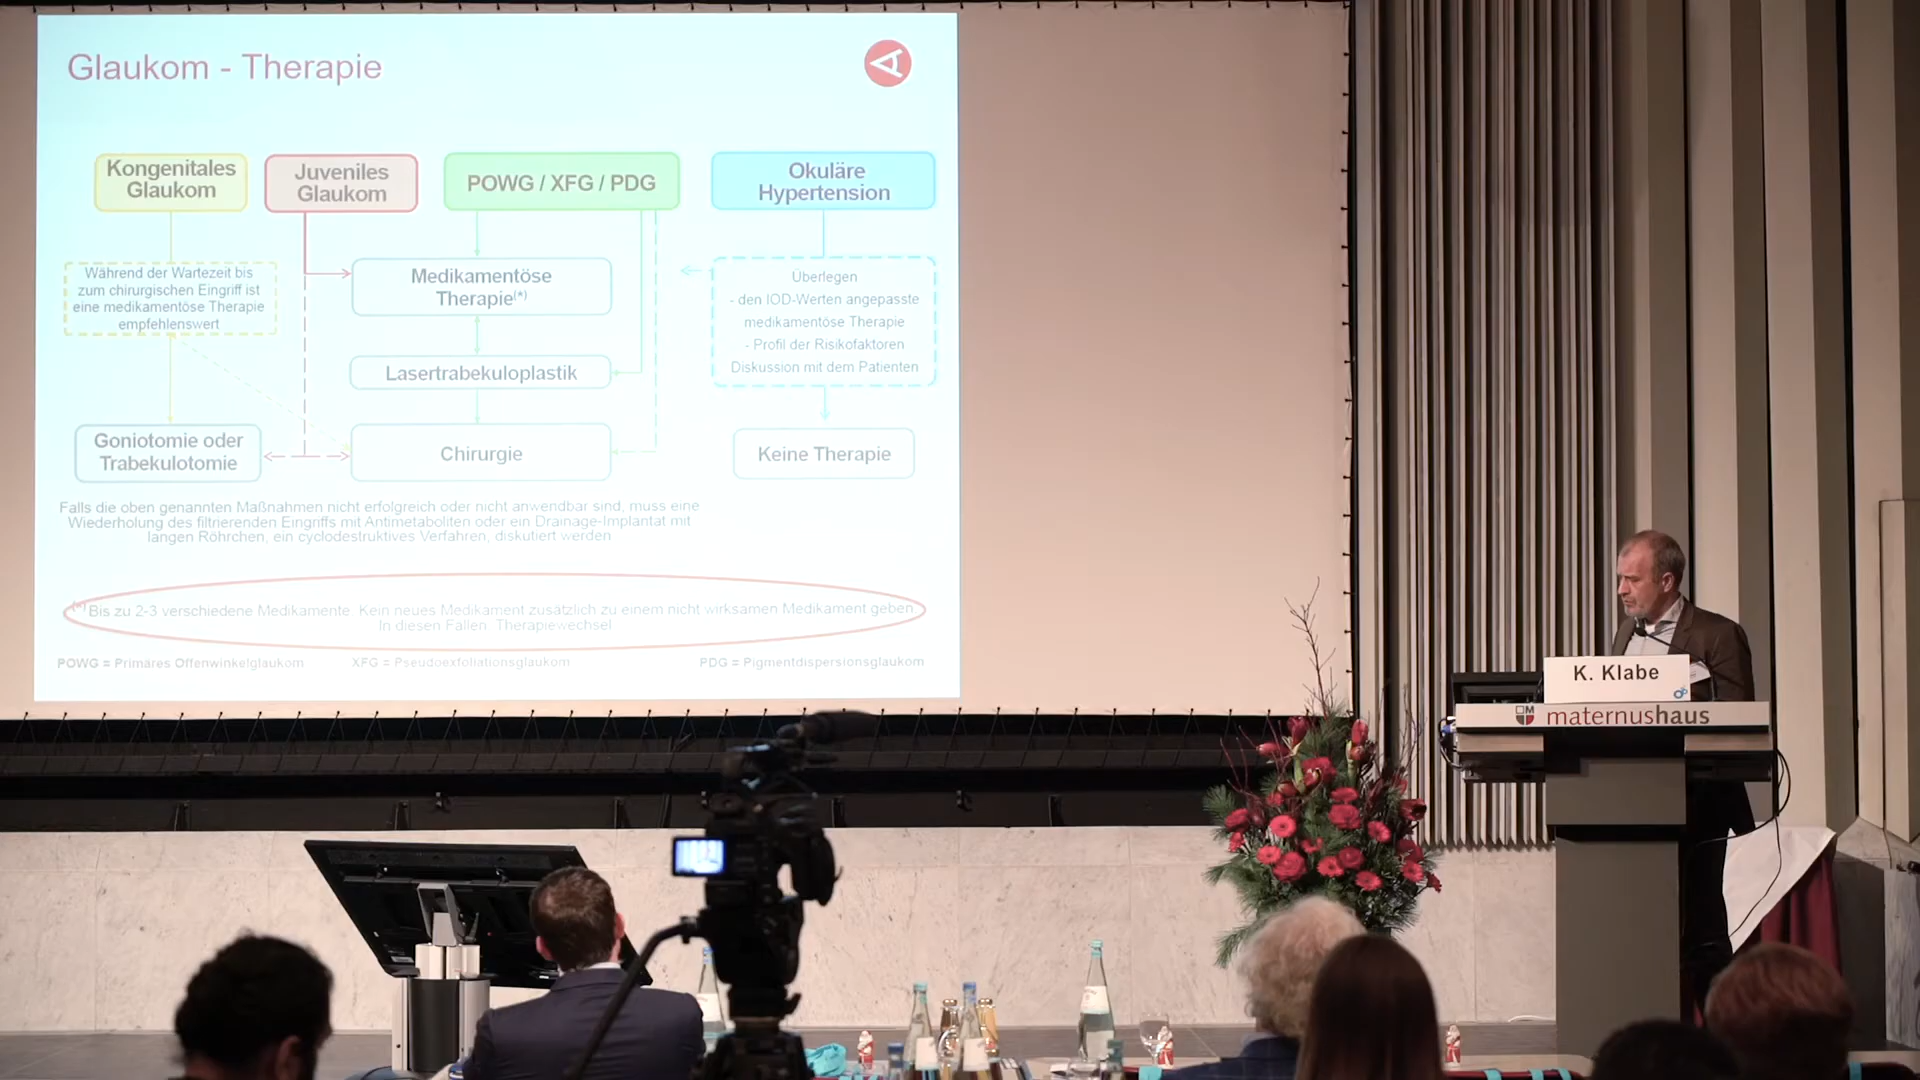 Glaukom - Therapie
Kongenitales
Glaukom
Juveniles
Glaukom
POWG / XFG / PDG
Okuläre
Hypertension
Während der Wartezeit bis
zum chirurgischen Eingriff ist
eine medikamentöse Therapie
empfehlenswert
Medikamentöse
Therapie(*)
Überlegen
- den IOD-Werten angepasste
medikamentöse Therapie
- Profil der Risikofaktoren
Diskussion mit dem Patienten
Lasertrabekuloplastik
Goniotomie oder
Trabekulotomie
Chirurgie
Keine Therapie
Falls die oben genannten Maßnahmen nicht erfolgreich oder nicht anwendbar sind, muss eine
Wiederholung des filtrierenden Eingriffs mit Antimetaboliten oder ein Drainage-Implantat mit
langen Röhrchen, ein cyclodestruktives Verfahren, diskutiert werden
(*) Bis zu 2-3 verschiedene Medikamente. Kein neues Medikament zusätzlich zu einem nicht wirksamen Medikament geben.
In diesen Fällen: Therapiewechsel
POWG = Primäres Offenwinkelglaukom
XFG = Pseudoexfoliationsglaukom
PDG = Pigmentdispersionsglaukom
K. Klabe
maternushaus